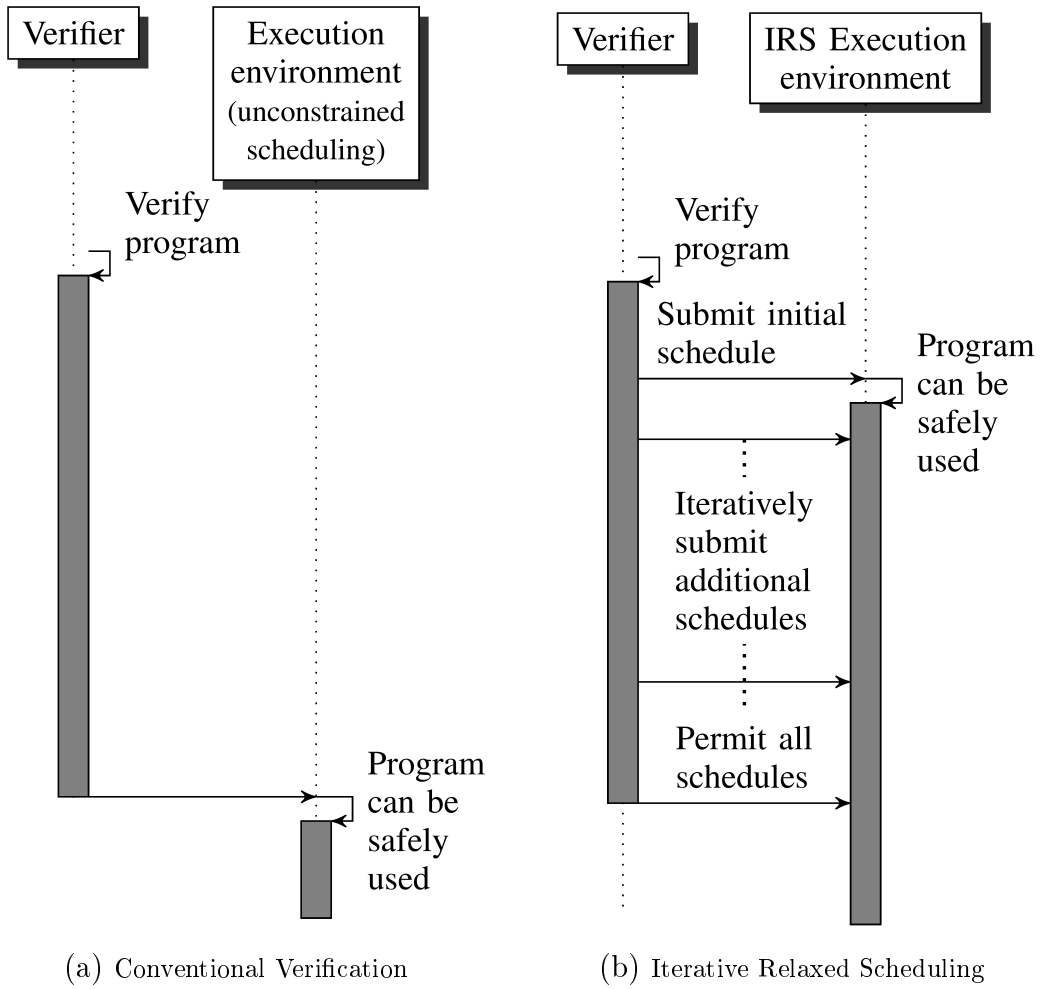 Verifier
Execution
environment
(unconstrained
scheduling)
Verify
program
Program
can be
safely
used
(a) Conventional Verification
Verifier
IRS Execution
environment
Verify
program
Submit initial
schedule
Program
can be
safely
used
Iteratively
submit
additional
schedules
Permit all
schedules
(b) Iterative Relaxed Scheduling